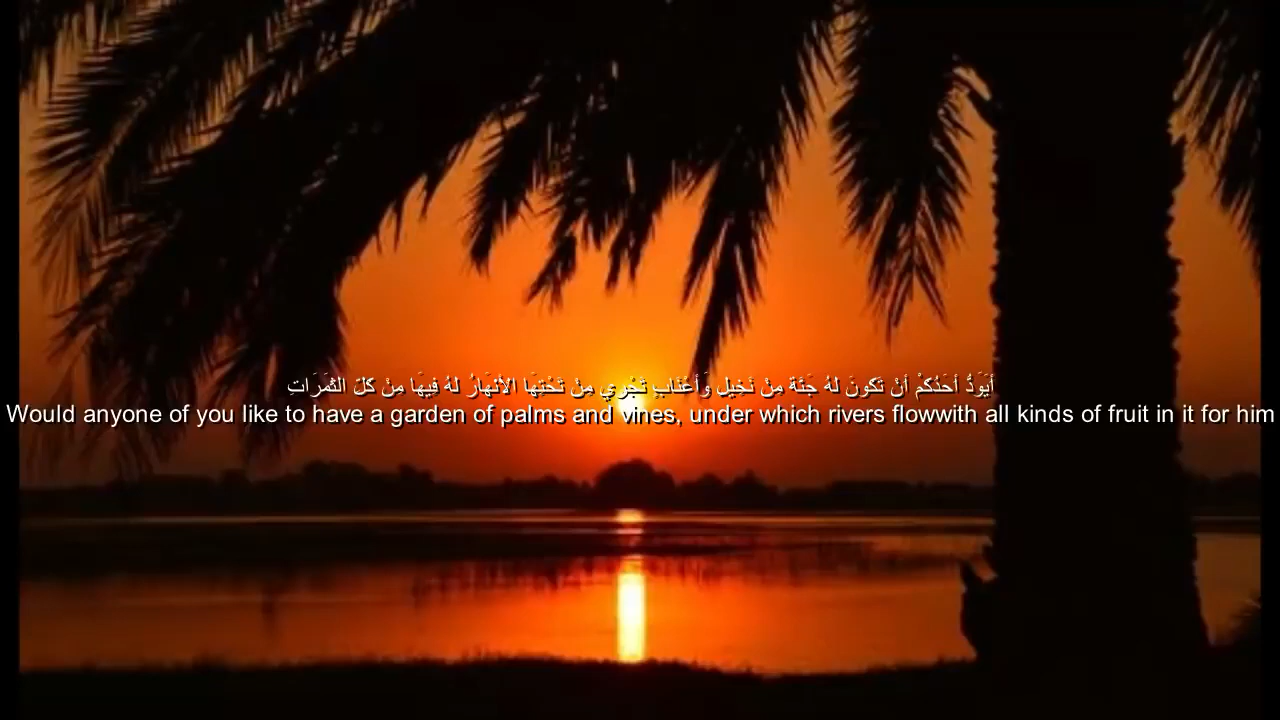 أَيَوَدُّ أَحَدُكُمْ أَنْ تَكُونَ لَهُ جَنَّةٌ مِنْ نَخِيلٍ وَأَعْنَابٍ تَجْرِي مِنْ تَحْتِهَا الْأَنْهَارُ لَهُ فِيهَا مِنْ كُلِّ الثَّمَرَاتِ
Would anyone of you like to have a garden of palms and vines, under which rivers flowwith all kinds of fruit in it for him